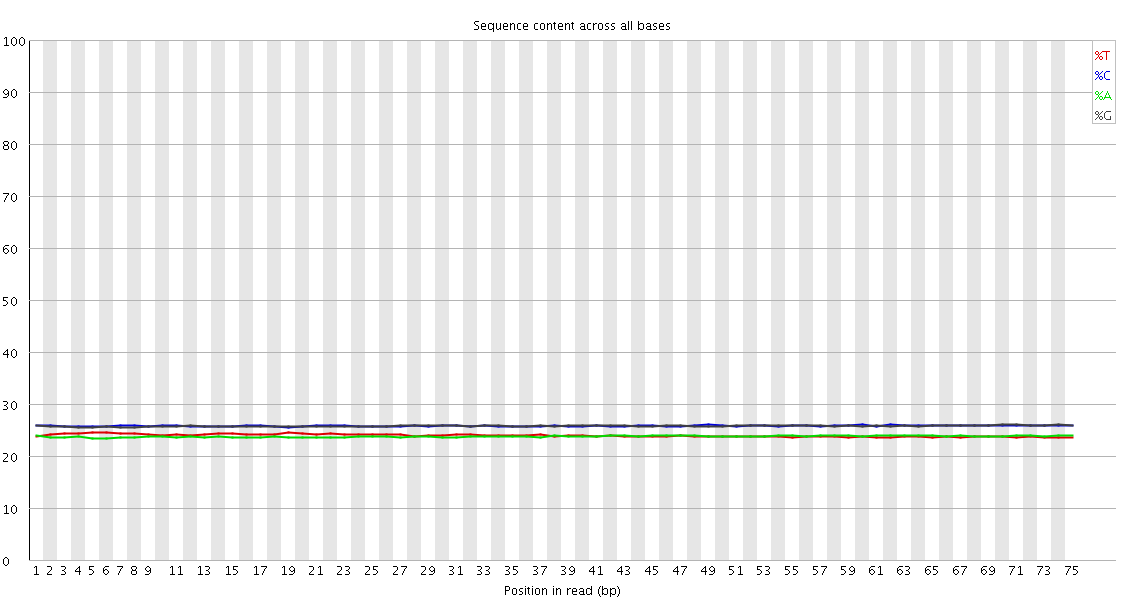 Sequence content across all bases
100
90
80
70
60
50
40
30
20
10
0
%T
%C
%A
%G
1 2 3 4 5 6 7 8 9 11 13 15 17 19 21 23 25 27 29 31 33 35 37 39 41 43 45 47 49 51 53 55 57 59 61 63 65 67 69 71 73 75
Position in read (bp)